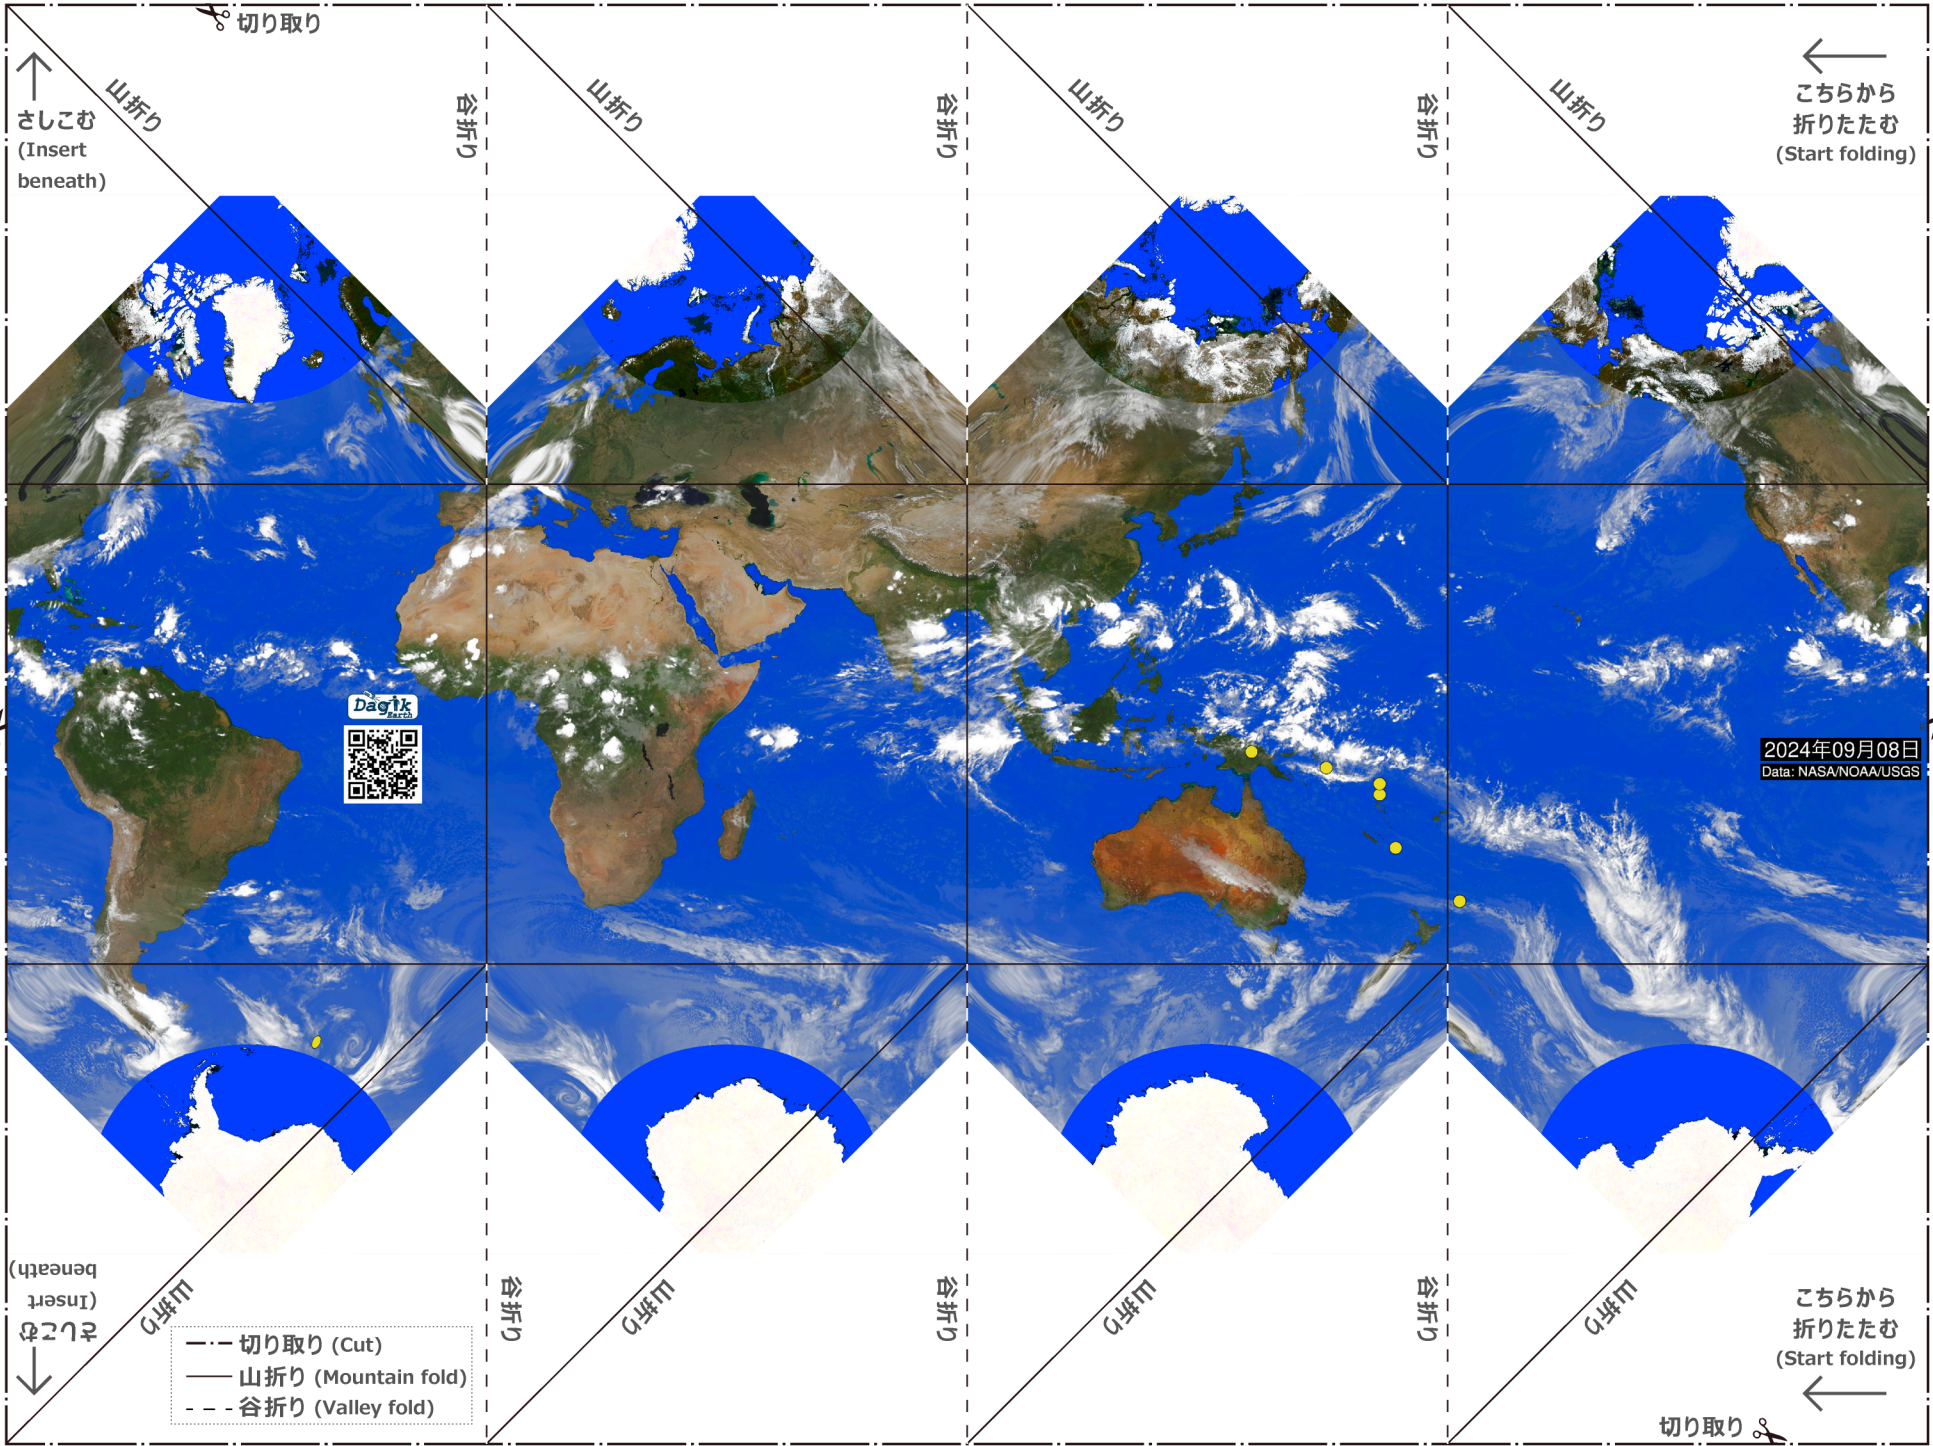 切り取り
山折り
谷折り
山折り
谷折り
山折り
谷折り
山折り
さしこむ
(Insert
beneath)
こちらから
折りたたむ
(Start folding)
Dagik
Earth
2024年09月08日
Data: NASA/NOAA/USGS
さしこむ
(Insert
beneath)
山折り
谷折り
山折り
谷折り
山折り
谷折り
山折り
こちらから
折りたたむ
(Start folding)
切り取り (Cut)
山折り (Mountain fold)
谷折り (Valley fold)
切り取り